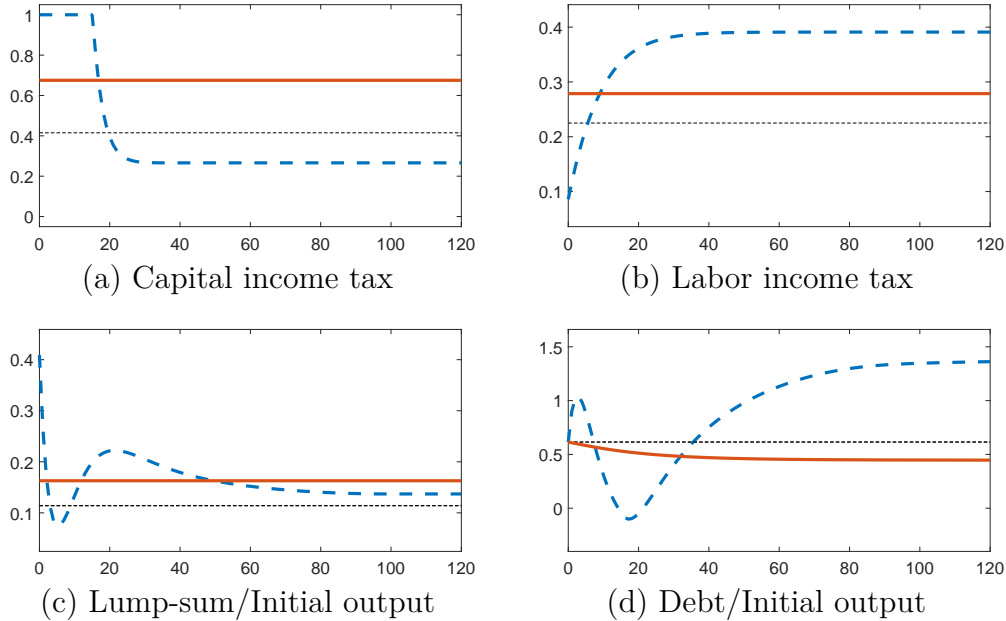 1
0.8
0.6
0.4
0.2
0
0 20 40 60 80 100 120
(a) Capital income tax
0.4
0.3
0.2
0.1
0 20 40 60 80 100 120
(b) Labor income tax
0.4
0.3
0.2
0.1
0 20 40 60 80 100 120
(c) Lump-sum/Initial output
1.5
1
0.5
0
0 20 40 60 80 100 120
(d) Debt/Initial output